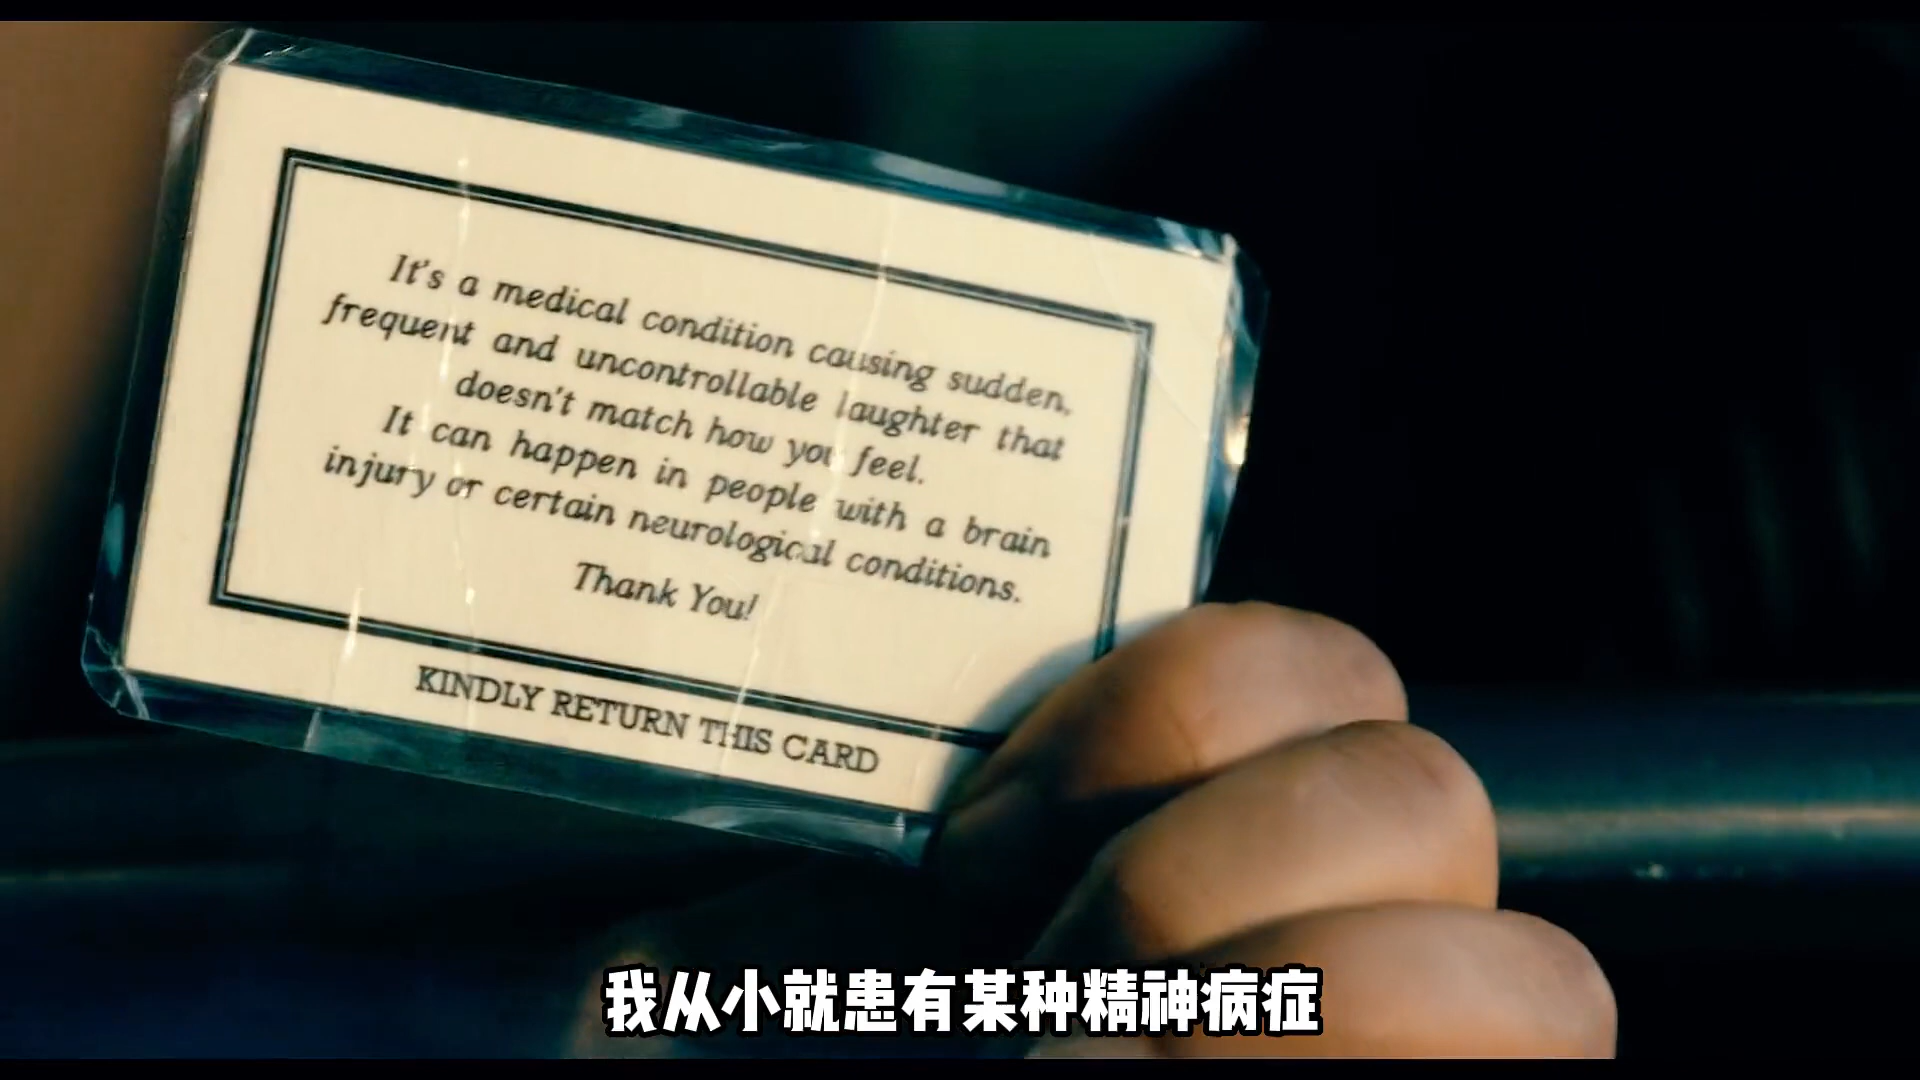 It's a medical condition causing sudden,
frequent and uncontrollable laughter that
doesn't match how you feel.
It can happen in people with a brain
injury or certain neurological conditions.
Thank You!
KINDLY RETURN THIS CARD
我从小就患有某种精神病症